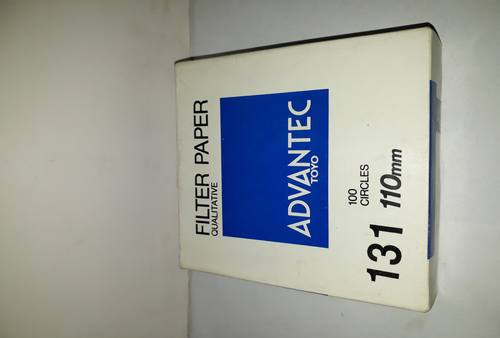 FILTER PAPER
QUALITATIVE
ADVANTEC
TOYO
100
CIRCLES
131 110mm